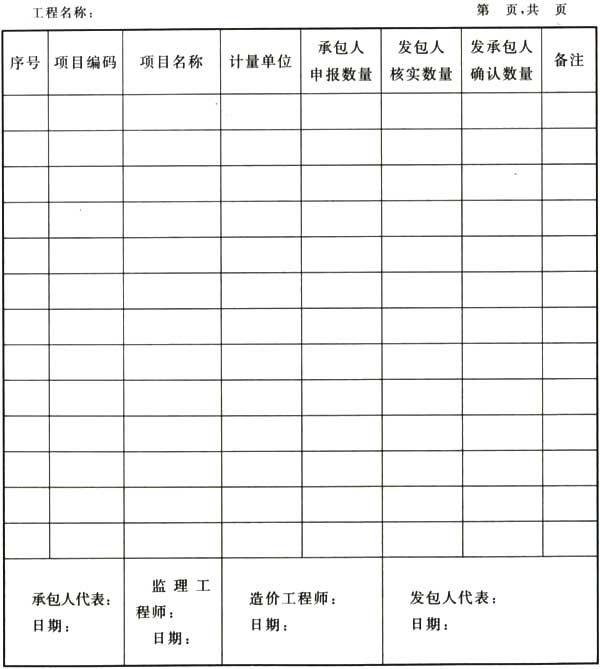 工程名称：
第 页，共 页
序号 项目编码 项目名称 计量单位 承包人 发包人 发承包人 备注
申报数量 核实数量 确认数量
承包人代表： 监理工 造价工程师： 发包人代表：
程师：
日期： 日期： 日期： 日期：